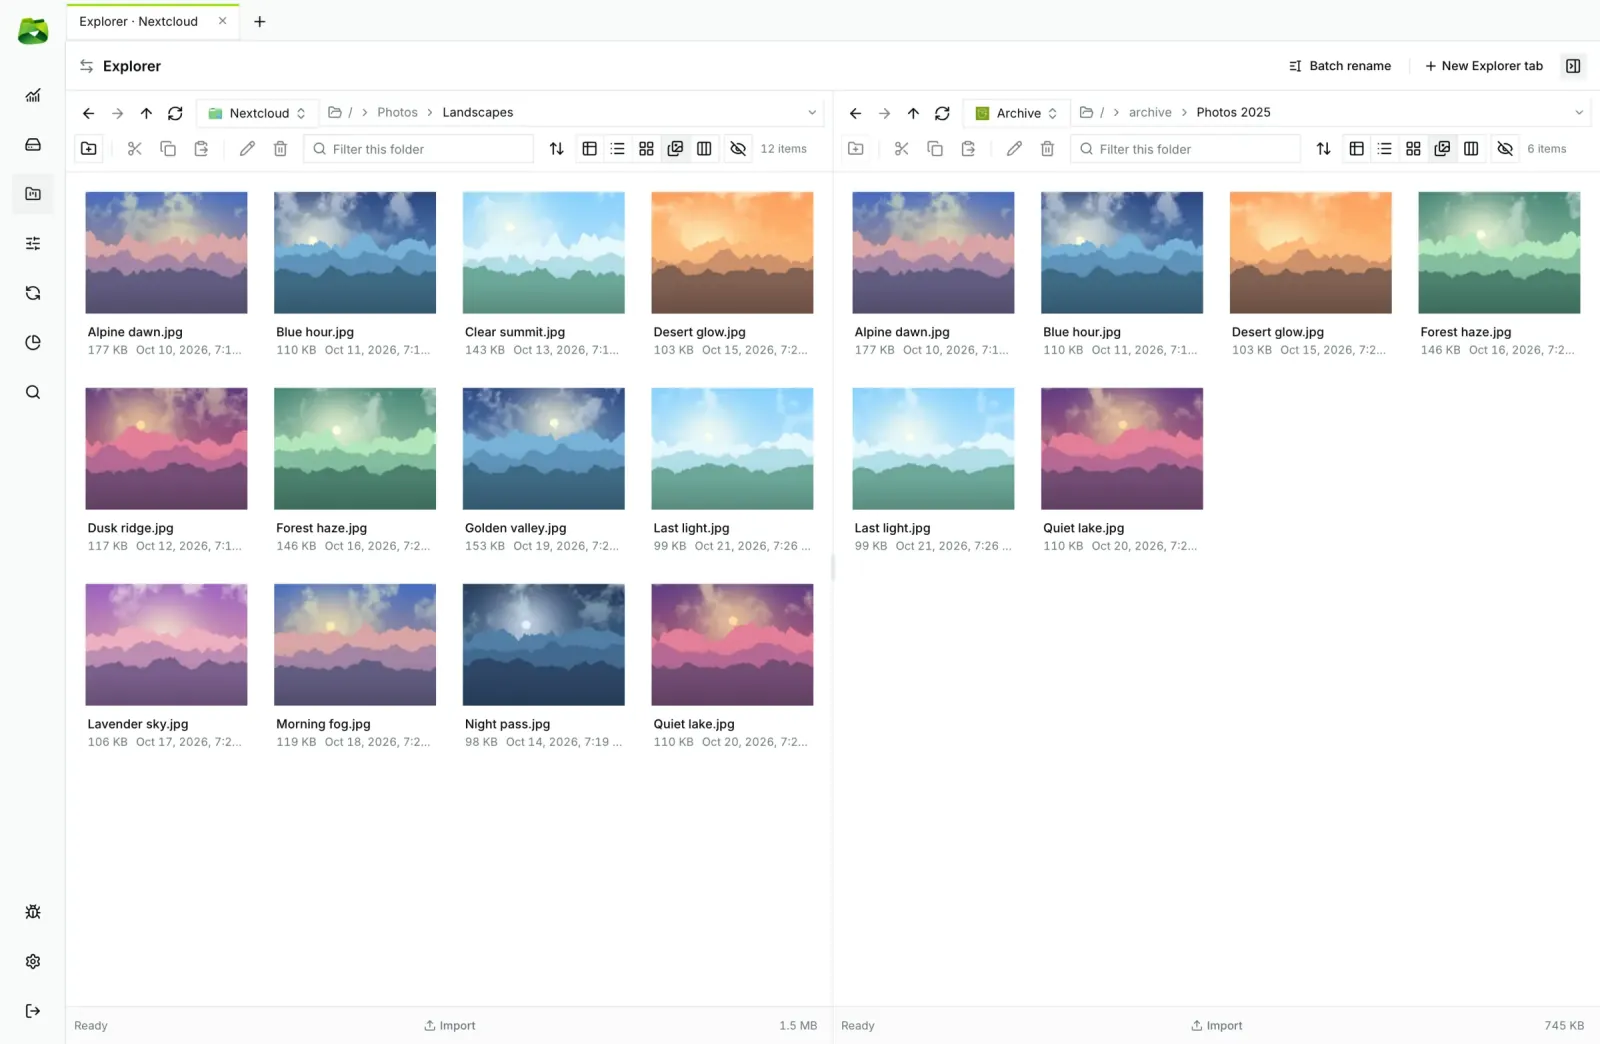 Explorer · Nextcloud
Explorer
Batch rename
New Explorer tab
Nextcloud
/ > Photos > Landscapes
Filter this folder
12 items
Alpine dawn.jpg
177 KB Oct 10, 2026, 7:1...
Blue hour.jpg
110 KB Oct 11, 2026, 7:1...
Clear summit.jpg
143 KB Oct 13, 2026, 7:1...
Desert glow.jpg
103 KB Oct 15, 2026, 7:2...
Dusk ridge.jpg
117 KB Oct 12, 2026, 7:1...
Forest haze.jpg
146 KB Oct 16, 2026, 7:2...
Golden valley.jpg
153 KB Oct 19, 2026, 7:2...
Last light.jpg
99 KB Oct 21, 2026, 7:26 ...
Lavender sky.jpg
106 KB Oct 17, 2026, 7:2...
Morning fog.jpg
119 KB Oct 18, 2026, 7:2...
Night pass.jpg
98 KB Oct 14, 2026, 7:19 ...
Quiet lake.jpg
110 KB Oct 20, 2026, 7:2...
Ready
Import
1.5 MB
Archive
/ > archive > Photos 2025
Filter this folder
6 items
Alpine dawn.jpg
177 KB Oct 10, 2026, 7:1...
Blue hour.jpg
110 KB Oct 11, 2026, 7:1...
Desert glow.jpg
103 KB Oct 15, 2026, 7:2...
Forest haze.jpg
146 KB Oct 16, 2026, 7:2...
Last light.jpg
99 KB Oct 21, 2026, 7:26 ...
Quiet lake.jpg
110 KB Oct 20, 2026, 7:2...
Ready
Import
745 KB